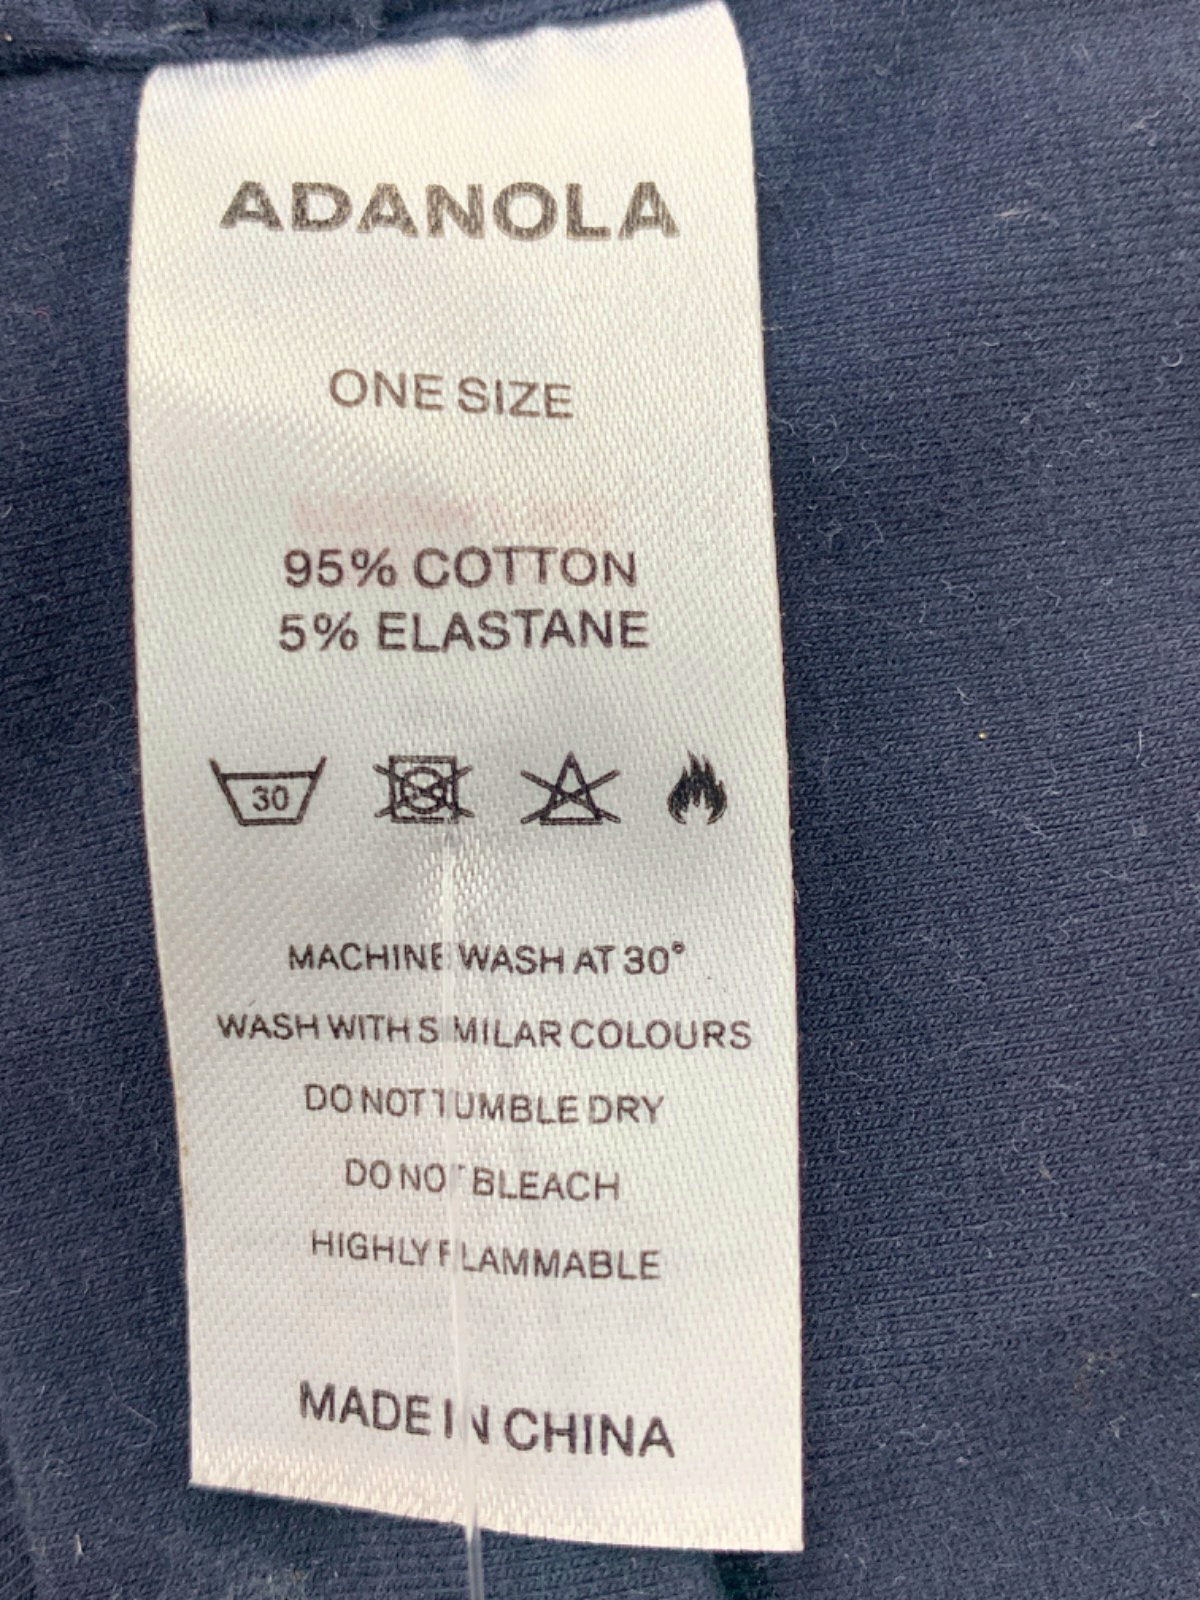 ADANOLA
ONE SIZE
95% COTTON
5% ELASTANE
30
MACHINE WASH AT 30°
WASH WITH SIMILAR COLOURS
DO NOT TUMBLE DRY
DO NOT BLEACH
HIGHLY FLAMMABLE
MADE IN CHINA